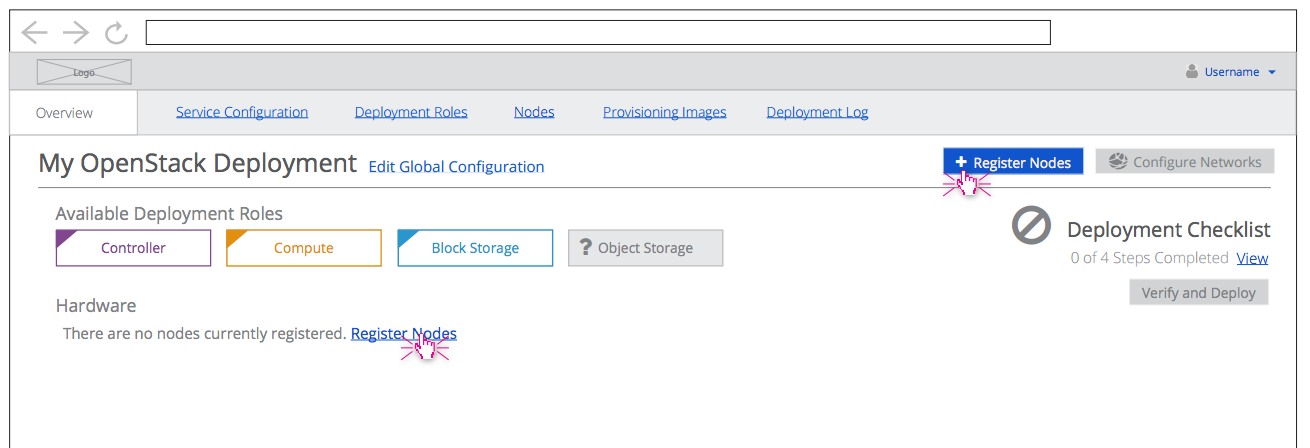 Logo
Username
Overview Service Configuration Deployment Roles Nodes Provisioning Images Deployment Log
My OpenStack Deployment Edit Global Configuration
+ Register Nodes Configure Networks
Available Deployment Roles
Controller Compute Block Storage ? Object Storage
Deployment Checklist
0 of 4 Steps Completed View
Verify and Deploy
Hardware
There are no nodes currently registered. Register Nodes